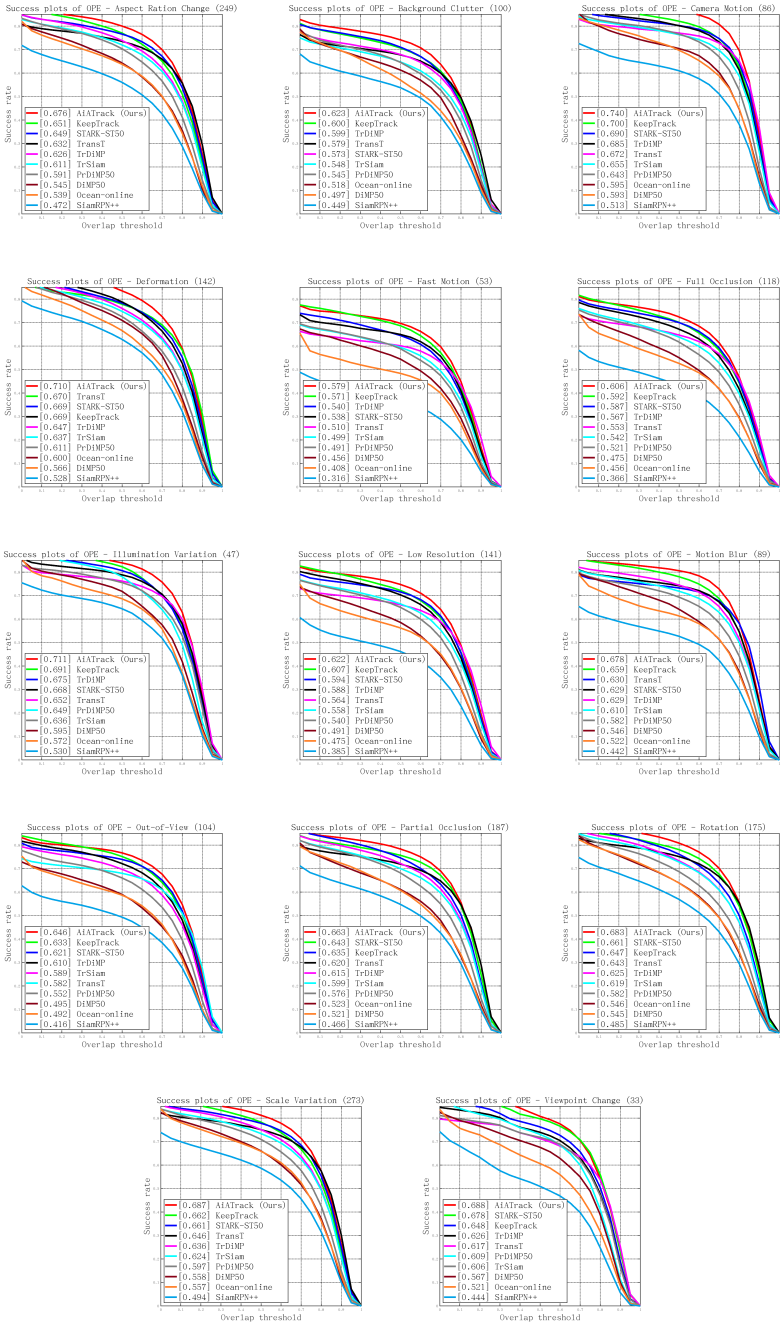 Success plots of OPE - Aspect Ration Change (249)
Success rate
[0.676] AiATrack (Ours)
[0.651] KeepTrack
[0.649] STARK-ST50
[0.632] TransT
[0.626] TrDiMP
[0.611] TrSiam
[0.591] PrDiMP50
[0.545] DiMP50
[0.539] Ocean-online
[0.472] SiamRPN++
Overlap threshold
Success plots of OPE - Background Clutter (100)
Success rate
[0.623] AiATrack (Ours)
[0.600] KeepTrack
[0.599] TrDiMP
[0.579] TransT
[0.573] STARK-ST50
[0.548] TrSiam
[0.545] PrDiMP50
[0.518] Ocean-online
[0.497] DiMP50
[0.449] SiamRPN++
Overlap threshold
Success plots of OPE - Camera Motion (86)
Success rate
[0.740] AiATrack (Ours)
[0.700] KeepTrack
[0.690] STARK-ST50
[0.685] TrDiMP
[0.672] TransT
[0.655] TrSiam
[0.643] PrDiMP50
[0.595] Ocean-online
[0.593] DiMP50
[0.513] SiamRPN++
Overlap threshold
Success plots of OPE - Deformation (142)
Success rate
[0.710] AiATrack (Ours)
[0.670] TransT
[0.669] STARK-ST50
[0.669] KeepTrack
[0.647] TrDiMP
[0.637] TrSiam
[0.611] PrDiMP50
[0.600] Ocean-online
[0.566] DiMP50
[0.528] SiamRPN++
Overlap threshold
Success plots of OPE - Fast Motion (53)
Success rate
[0.579] AiATrack (Ours)
[0.571] KeepTrack
[0.540] TrDiMP
[0.538] STARK-ST50
[0.510] TransT
[0.499] TrSiam
[0.491] PrDiMP50
[0.456] DiMP50
[0.408] Ocean-online
[0.316] SiamRPN++
Overlap threshold
Success plots of OPE - Full Occlusion (118)
Success rate
[0.606] AiATrack (Ours)
[0.592] KeepTrack
[0.587] STARK-ST50
[0.567] TrDiMP
[0.553] TransT
[0.542] TrSiam
[0.521] PrDiMP50
[0.475] DiMP50
[0.456] Ocean-online
[0.366] SiamRPN++
Overlap threshold
Success plots of OPE - Illumination Variation (47)
Success rate
[0.711] AiATrack (Ours)
[0.691] KeepTrack
[0.675] TrDiMP
[0.668] STARK-ST50
[0.652] TransT
[0.649] PrDiMP50
[0.636] TrSiam
[0.595] DiMP50
[0.572] Ocean-online
[0.530] SiamRPN++
Overlap threshold
Success plots of OPE - Low Resolution (141)
Success rate
[0.622] AiATrack (Ours)
[0.607] KeepTrack
[0.594] STARK-ST50
[0.588] TrDiMP
[0.564] TransT
[0.558] TrSiam
[0.540] PrDiMP50
[0.491] DiMP50
[0.475] Ocean-online
[0.385] SiamRPN++
Overlap threshold
Success plots of OPE - Motion Blur (89)
Success rate
[0.678] AiATrack (Ours)
[0.659] KeepTrack
[0.630] TransT
[0.629] STARK-ST50
[0.629] TrDiMP
[0.610] TrSiam
[0.582] PrDiMP50
[0.546] DiMP50
[0.522] Ocean-online
[0.442] SiamRPN++
Overlap threshold
Success plots of OPE - Out-of-View (104)
Success rate
[0.646] AiATrack (Ours)
[0.633] KeepTrack
[0.621] STARK-ST50
[0.610] TrDiMP
[0.589] TrSiam
[0.582] TransT
[0.552] PrDiMP50
[0.495] DiMP50
[0.492] Ocean-online
[0.416] SiamRPN++
Overlap threshold
Success plots of OPE - Partial Occlusion (187)
Success rate
[0.663] AiATrack (Ours)
[0.643] STARK-ST50
[0.635] KeepTrack
[0.620] TransT
[0.615] TrDiMP
[0.599] TrSiam
[0.576] PrDiMP50
[0.523] Ocean-online
[0.521] DiMP50
[0.466] SiamRPN++
Overlap threshold
Success plots of OPE - Rotation (175)
Success rate
[0.683] AiATrack (Ours)
[0.661] STARK-ST50
[0.647] KeepTrack
[0.643] TransT
[0.625] TrDiMP
[0.619] TrSiam
[0.582] PrDiMP50
[0.546] Ocean-online
[0.545] DiMP50
[0.485] SiamRPN++
Overlap threshold
Success plots of OPE - Scale Variation (273)
Success rate
[0.687] AiATrack (Ours)
[0.662] KeepTrack
[0.661] STARK-ST50
[0.646] TransT
[0.636] TrDiMP
[0.624] TrSiam
[0.597] PrDiMP50
[0.558] DiMP50
[0.557] Ocean-online
[0.494] SiamRPN++
Overlap threshold
Success plots of OPE - Viewpoint Change (33)
Success rate
[0.688] AiATrack (Ours)
[0.678] STARK-ST50
[0.648] KeepTrack
[0.626] TrDiMP
[0.617] TransT
[0.609] PrDiMP50
[0.606] TrSiam
[0.567] DiMP50
[0.521] Ocean-online
[0.444] SiamRPN++
Overlap threshold